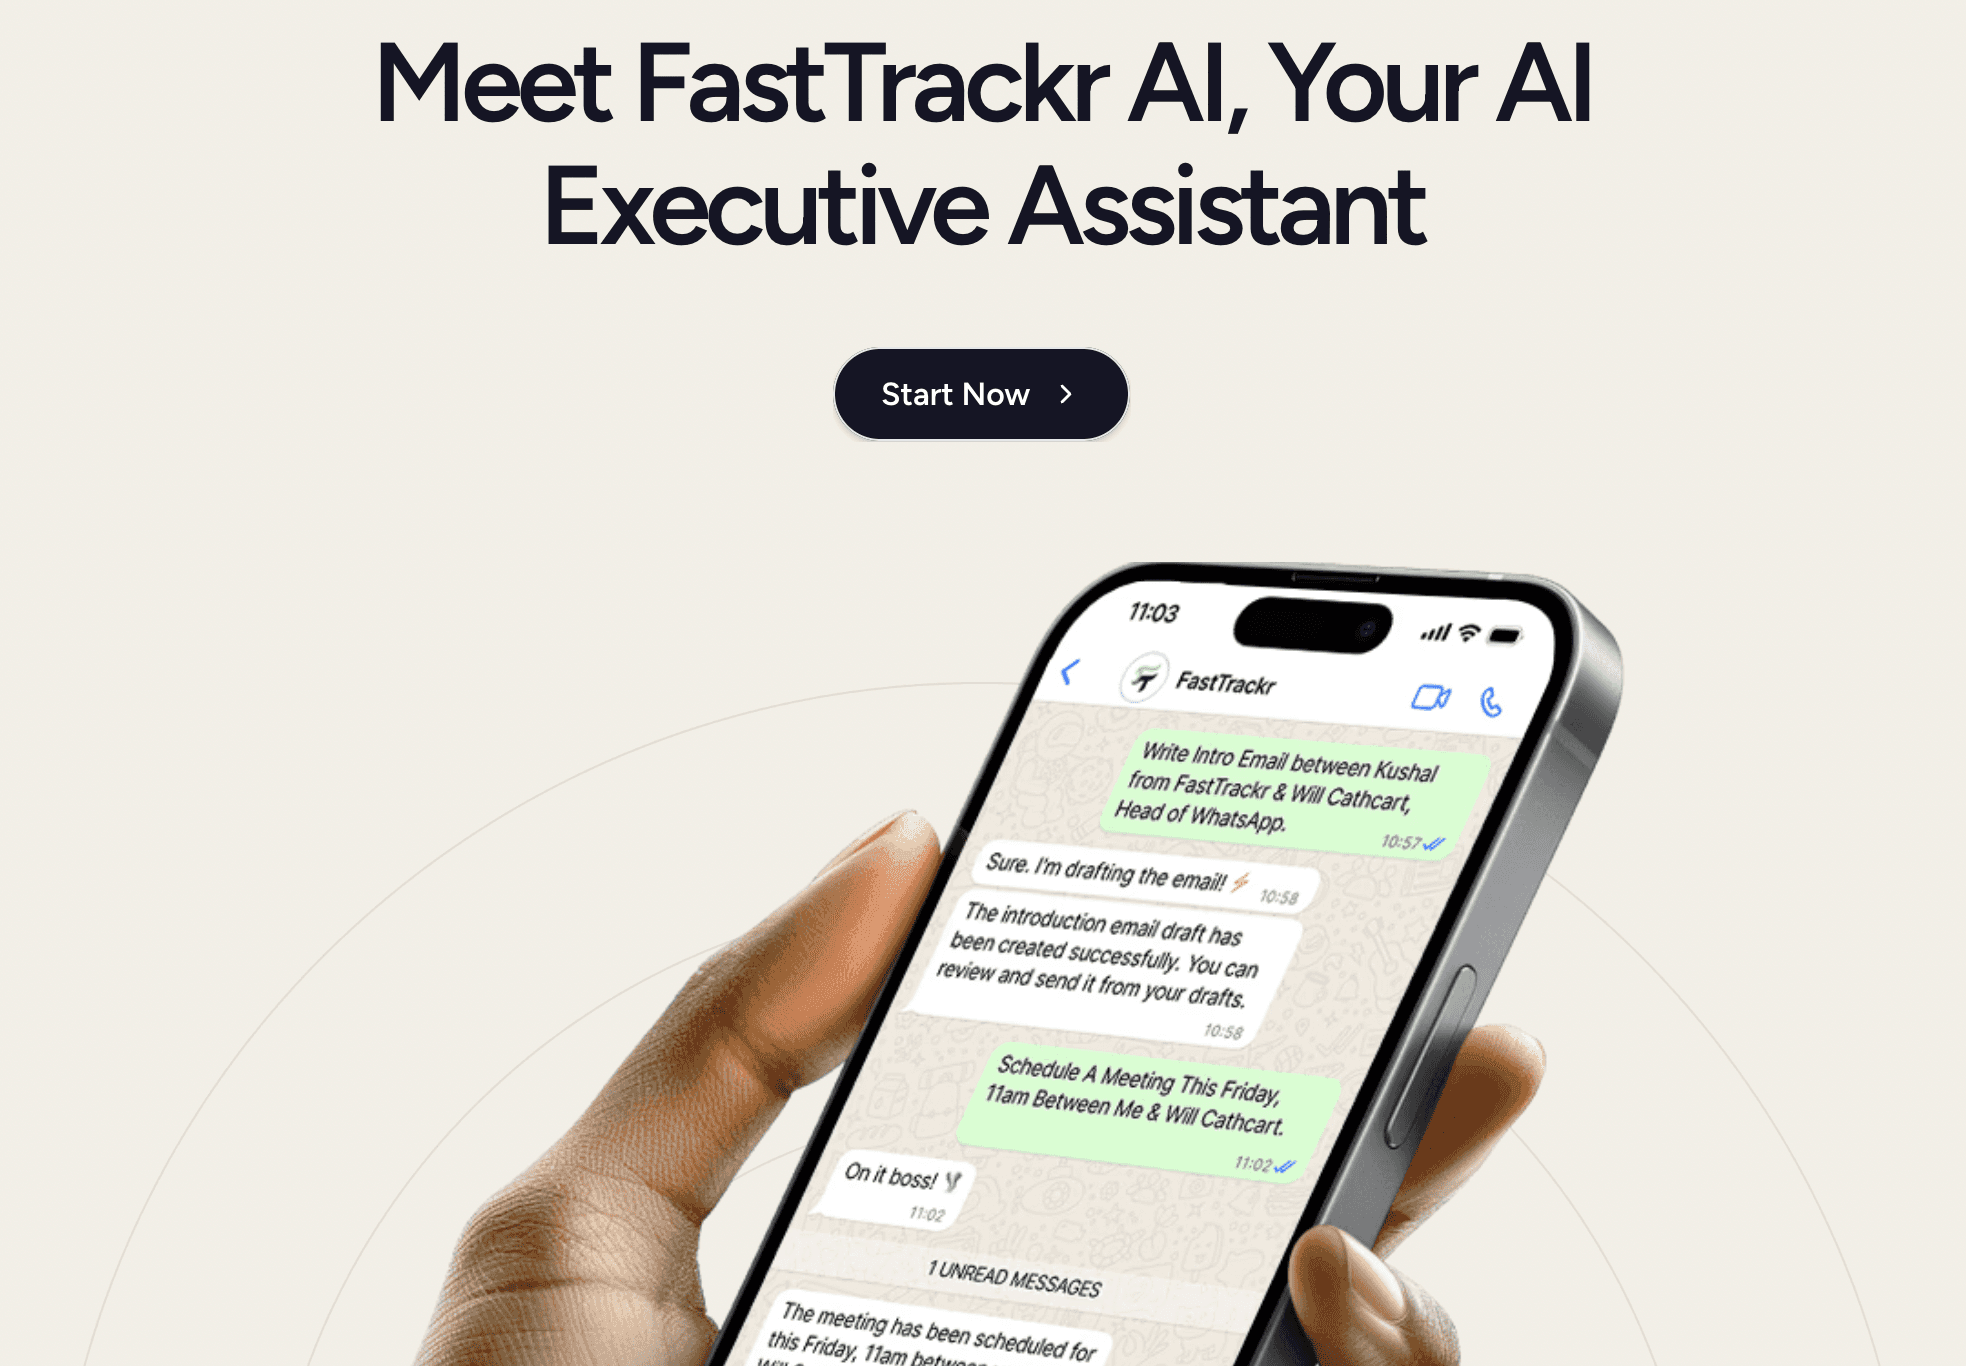 Meet FastTrackr AI, Your AI
Executive Assistant
Start Now
11:03
FastTrackr
Write Intro Email between Kushal
from FastTrackr & Will Cathcart,
Head of WhatsApp.
10:57
Sure. I'm drafting the email!
10:58
The introduction email draft has
been created successfully. You can
review and send it from your drafts.
10:58
Schedule A Meeting This Friday,
11am Between Me & Will Cathcart.
11:02
On it boss!
11:02
1 UNREAD MESSAGES
The meeting has been scheduled for
this Friday, 11am between